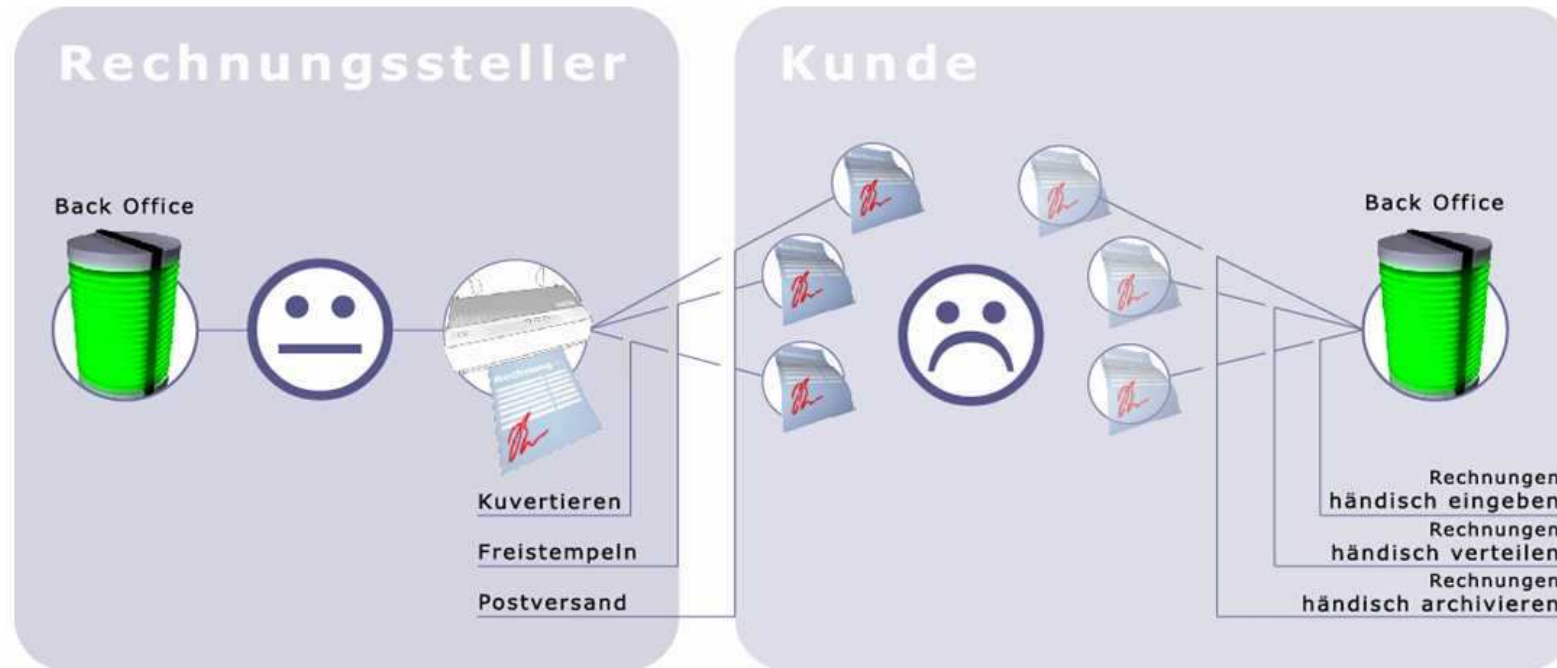 Rechnungssteller
Kunde
Back Office
Back Office
Kuvertieren
Freistempeln
Postversand
Rechnungen
händisch eingeben
Rechnungen
händisch verteilen
Rechnungen
händisch archivieren